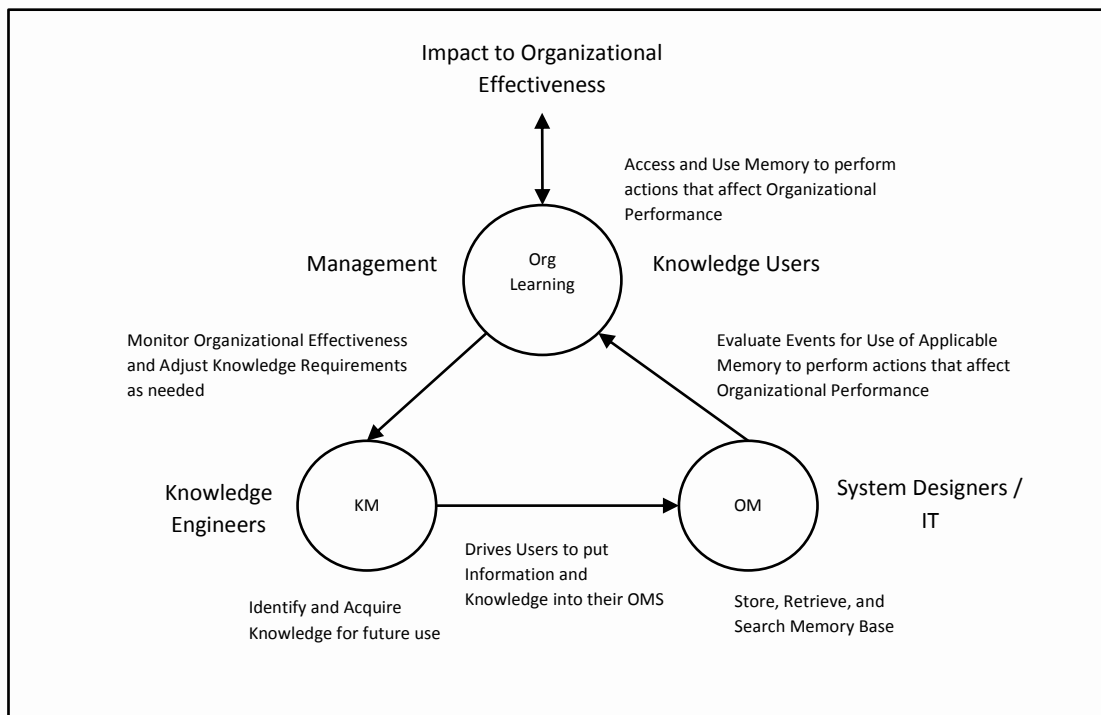 Impact to Organizational
Effectiveness
Access and Use Memory to perform
actions that affect Organizational
Performance
Management
Org
Learning
Knowledge Users
Monitor Organizational Effectiveness
and Adjust Knowledge Requirements
as needed
Evaluate Events for Use of Applicable
Memory to perform actions that affect
Organizational Performance
Knowledge
Engineers
KM
OM
System Designers /
IT
Drives Users to put
Information and
Knowledge into their OMS
Identify and Acquire
Knowledge for future use
Store, Retrieve, and
Search Memory Base